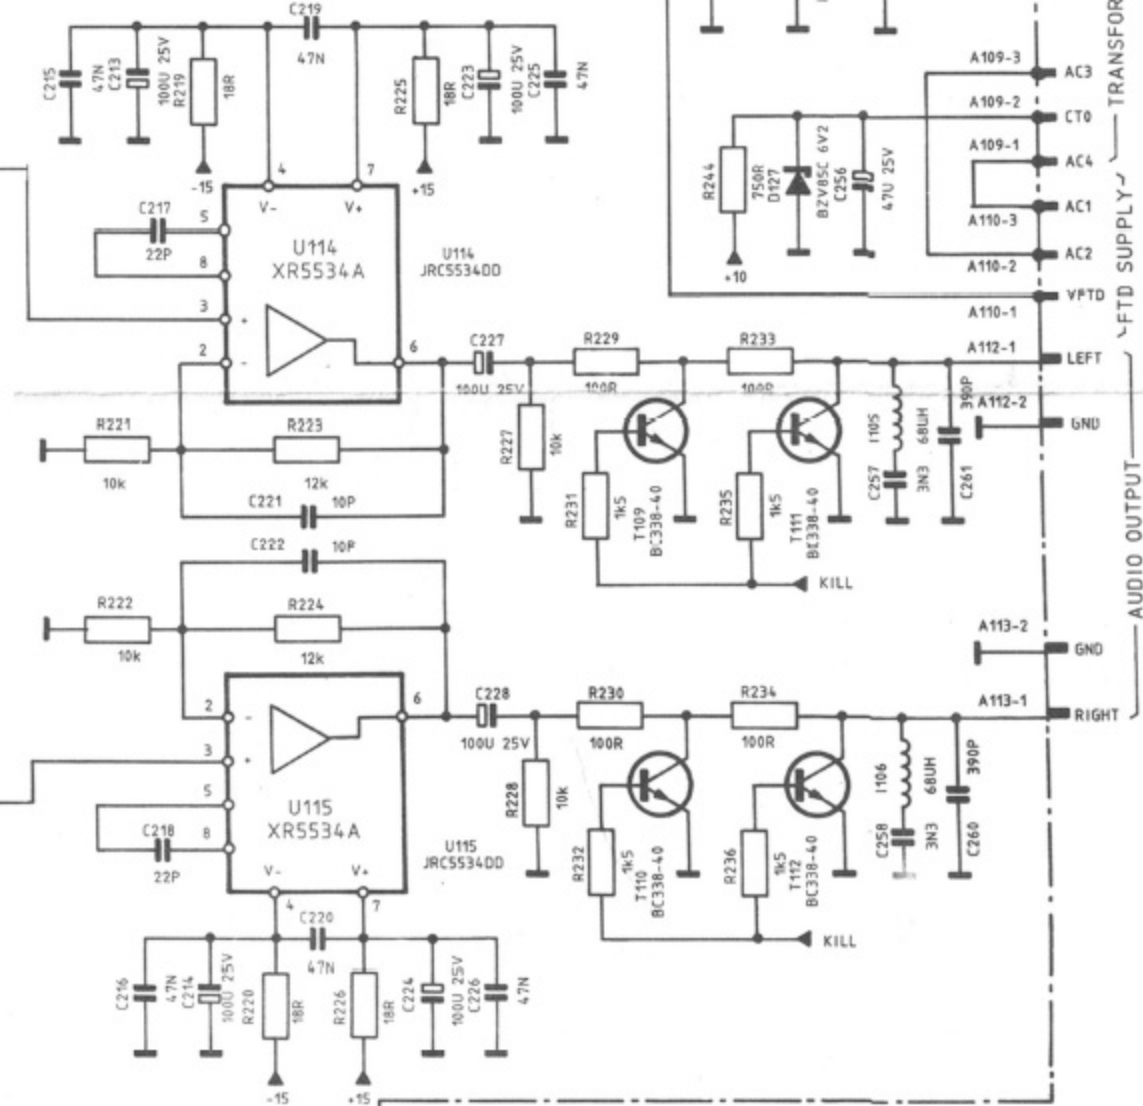 C219
47N
C215
47N
C213
100U 25V
R219
18R
R225
18R
C223
100U 25V
C225
47N
-15
+15
4
7
V-
V+
C217
22P
5
8
3
2
+
-
6
U114
XR5534A
U114
JRC5534DD
R221
10k
R223
12k
C221
10P
C227
100U 25V
R227
10k
R229
100R
R233
100R
R231
1k5
T109
BC338-40
R235
1k5
T111
BC338-40
KILL
I105
68UH
C257
3N3
390P
C261
R244
750R
D127
BZV85C 6V2
C256
47U 25V
+10
A109-3
AC3
A109-2
CT0
A109-1
AC4
AC1
A110-3
AC2
A110-2
VFTD
A110-1
A112-1
LEFT
A112-2
GND
TRANSFOR
FTD SUPPLY
AUDIO OUTPUT
C222
10P
R222
10k
R224
12k
2
3
5
8
-
+
6
U115
XR5534A
U115
JRC5534DD
C218
22P
V-
V+
4
7
C220
47N
C216
47N
C214
100U 25V
R220
18R
R226
18R
C224
100U 25V
C226
47N
-15
+15
C228
100U 25V
R228
10k
R230
100R
R234
100R
R232
1k5
T110
BC338-40
R236
1k5
T112
BC338-40
KILL
I106
68UH
C258
3N3
390P
C260
A113-2
GND
A113-1
RIGHT